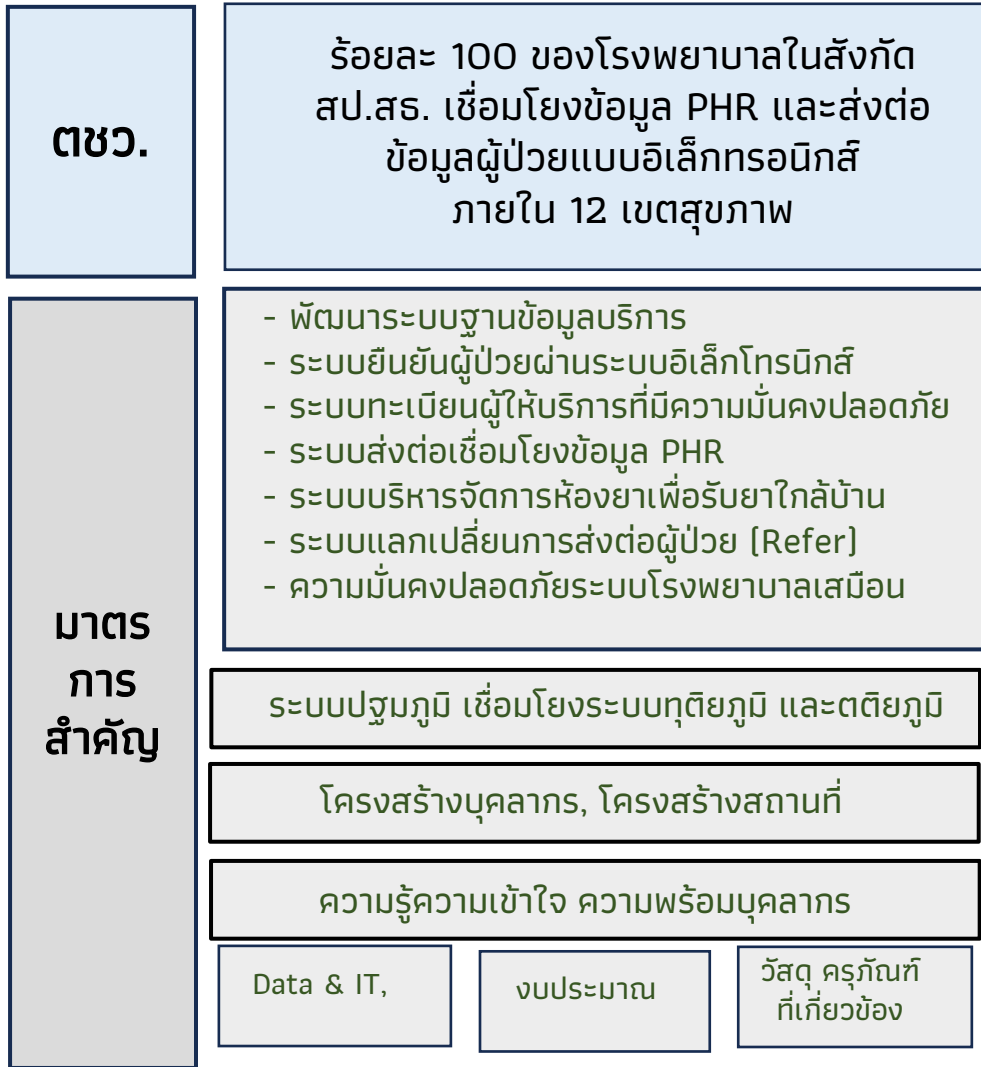 ตชว.
ร้อยละ 100 ของโรงพยาบาลในสังกัด
สป.สธ. เชื่อมโยงข้อมูล PHR และส่งต่อ
ข้อมูลผู้ป่วยแบบอิเล็กทรอนิกส์
ภายใน 12 เขตสุขภาพ
มาตร
การ
สำคัญ
- พัฒนาระบบฐานข้อมูลบริการ
- ระบบยืนยันผู้ป่วยผ่านระบบอิเล็กโทรนิกส์
- ระบบทะเบียนผู้ให้บริการที่มีความมั่นคงปลอดภัย
- ระบบส่งต่อเชื่อมโยงข้อมูล PHR
- ระบบบริหารจัดการห้องยาเพื่อรับยาใกล้บ้าน
- ระบบแลกเปลี่ยนการส่งต่อผู้ป่วย (Refer)
- ความมั่นคงปลอดภัยระบบโรงพยาบาลเสมือน
ระบบปฐมภูมิ เชื่อมโยงระบบทุติยภูมิ และตติยภูมิ
โครงสร้างบุคลากร, โครงสร้างสถานที่
ความรู้ความเข้าใจ ความพร้อมบุคลากร
Data & IT,
งบประมาณ
วัสดุ ครุภัณฑ์
ที่เกี่ยวข้อง